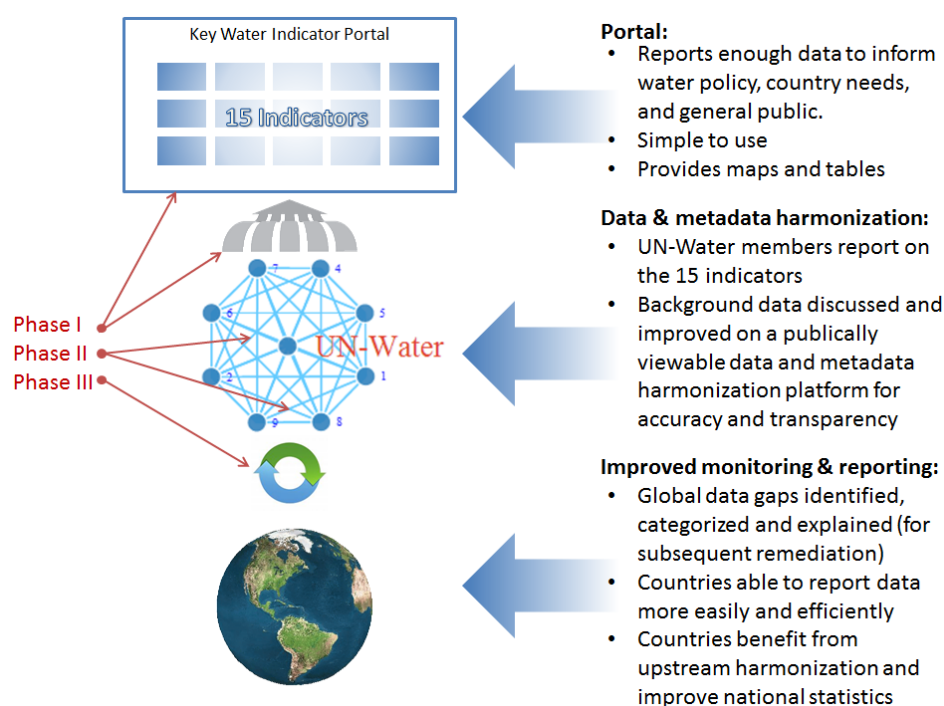 Key Water Indicator Portal
15 Indicators
Phase I
Phase II
Phase III
7
4
6
5
UN-Water
2
1
9
8
Portal:
• Reports enough data to inform
water policy, country needs,
and general public.
• Simple to use
• Provides maps and tables
Data & metadata harmonization:
• UN-Water members report on
the 15 indicators
• Background data discussed and
improved on a publically
viewable data and metadata
harmonization platform for
accuracy and transparency
Improved monitoring & reporting:
• Global data gaps identified,
categorized and explained (for
subsequent remediation)
• Countries able to report data
more easily and efficiently
• Countries benefit from
upstream harmonization and
improve national statistics